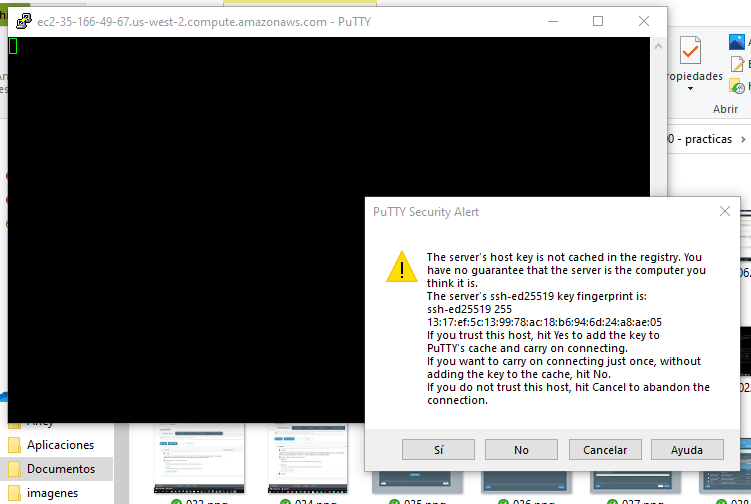 ec2-35-166-49-67.us-west-2.compute.amazonaws.com - PuTTY
ropiedades
Abrir
0 - practicas
PuTTY Security Alert
The server's host key is not cached in the registry. You
have no guarantee that the server is the computer you
think it is.
The server's ssh-ed25519 key fingerprint is:
ssh-ed25519 255
13:17:ef:5c:13:99:78:ac:18:b6:94:6d:24:a8:ae:05
If you trust this host, hit Yes to add the key to
PuTTY's cache and carry on connecting.
If you want to carry on connecting just once, without
adding the key to the cache, hit No.
If you do not trust this host, hit Cancel to abandon the
connection.
Sí
No
Cancelar
Ayuda
Aplicaciones
Documentos
imagenes